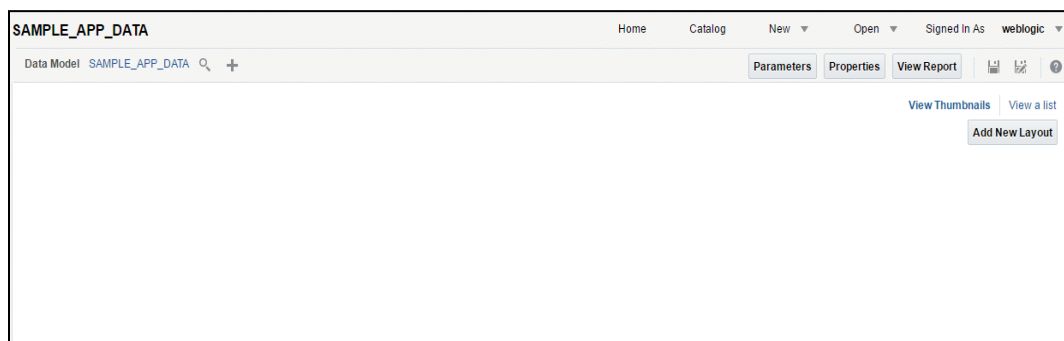 SAMPLE_APP_DATA Home Catalog New Open Signed In As weblogic
Data Model SAMPLE_APP_DATA Parameters Properties View Report
View Thumbnails View a list
Add New Layout